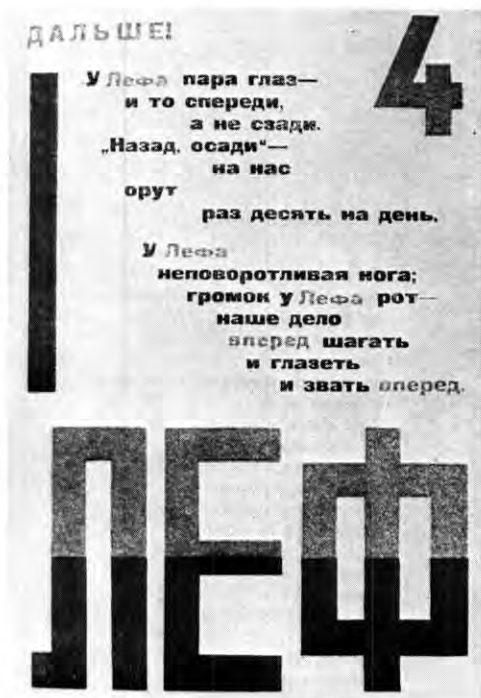 ДАЛЬШЕ!
4
У Лефа пара глаз—
и то спереди,
а не сзади.
„Назад, осади“—
на нас
орут
раз десять на день.
У Лефа
неповоротливая нога;
громок у Лефа рот—
наше дело
вперед шагать
и глазеть
и звать вперед.
ЛЕФ